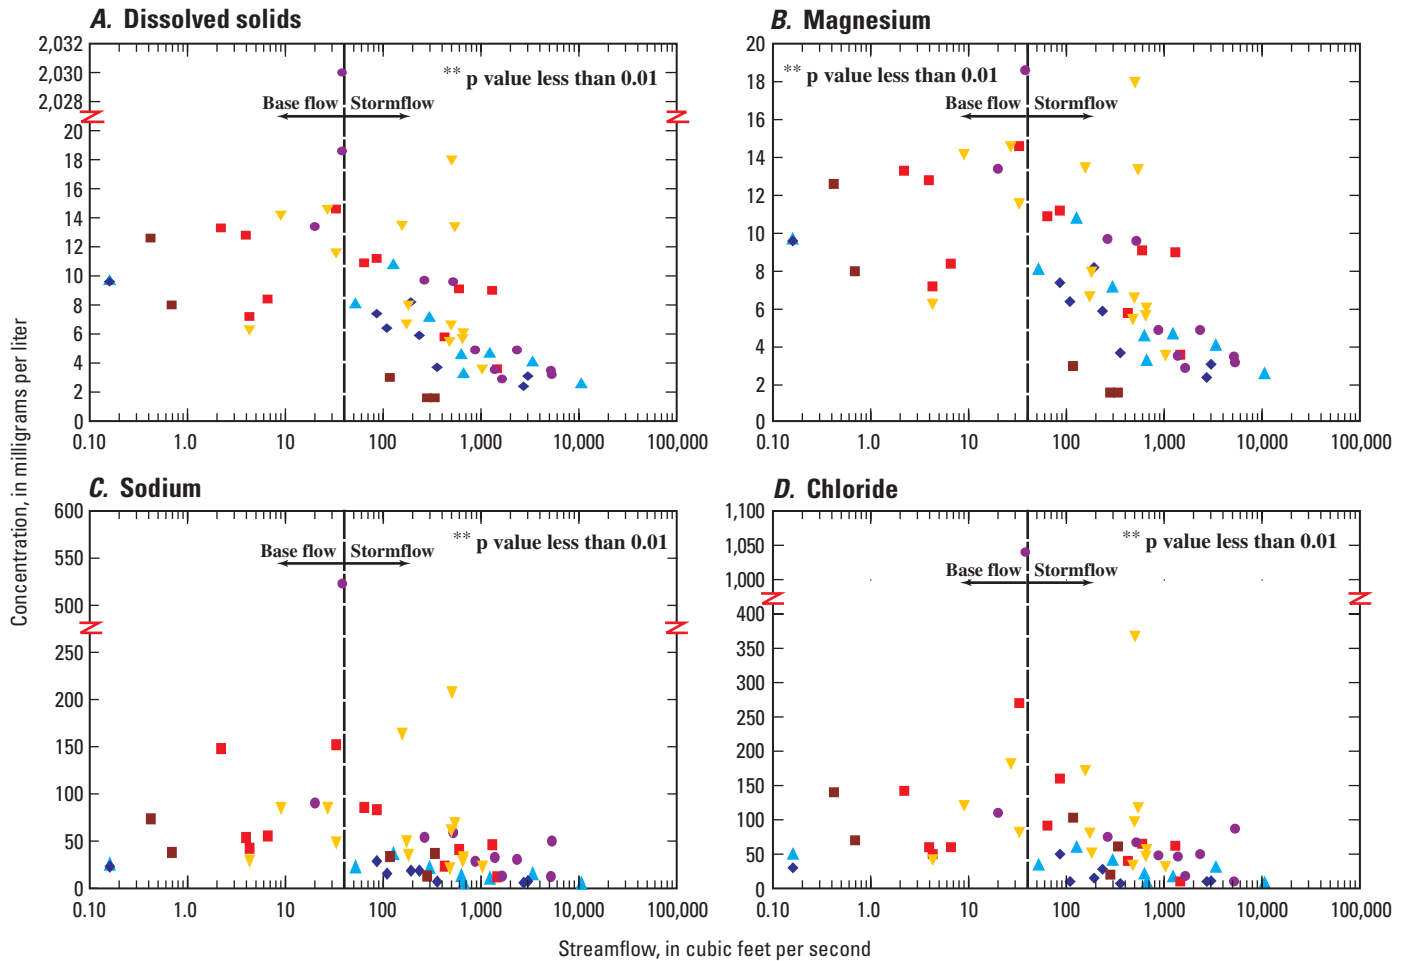 A. Dissolved solids
2,032
2,030
2,028
20
18
16
14
12
10
8
6
4
2
0
** p value less than 0.01
Base flow Stormflow
0.10 1.0 10 100 1,000 10,000 100,000
B. Magnesium
20
18
16
14
12
10
8
6
4
2
0
** p value less than 0.01
Base flow Stormflow
0.10 1.0 10 100 1,000 10,000 100,000
Concentration, in milligrams per liter
C. Sodium
600
550
500
250
200
150
100
50
0
** p value less than 0.01
Base flow Stormflow
0.10 1.0 10 100 1,000 10,000 100,000
D. Chloride
1,100
1,050
1,000
400
350
300
250
200
150
100
50
0
** p value less than 0.01
Base flow Stormflow
0.10 1.0 10 100 1,000 10,000 100,000
Streamflow, in cubic feet per second